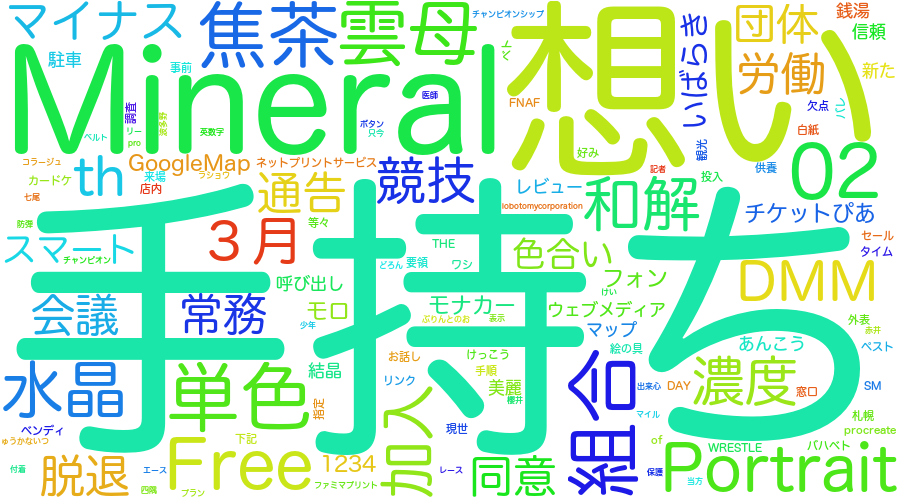 マイナス
焦茶
雲母
想い
団体
銭湯
信頼
チャンピオンシップ
駐車
事前
Mineral
医師
いばらき
労働
新た
調査
波多野
英数字
ボタン
只今
FNAF
欠点
リー
pro
ベルト
白紙
コラージュ
GoogleMap
ネットプリントサービス
好み
記者
観光
供養
02
th
カードケ
来場
店内
ラショウ
競技
レビュー
投入
七尾
通告
lobotomycorporation
和解
チケットぴあ
防弾
３月
等々
手持ち
スマート
チャンピオン
THE
色合い
セール
タイム
どろん
要領
ワシ
フォン
けい
DMM
呼び出し
会議
常務
モロ
モナカー
ウェブメディア
外表
少年
ぷりんとのお
表示
マップ
赤井
あんこう
ベスト
お話し
けっこう
絵の具
結晶
水晶
単色
リンク
手順
美麗
櫻井
組合
出来心
DAY
窓口
SM
濃度
指定
加入
マイル
札幌
ベンディ
現世
procreate
ゅうかないつ
下記
of
WRESTLE
バハベト
脱退
Free
1234
同意
Portrait
付着
エース
レース
保護
当方
四隅
プラン
ファミマプリント